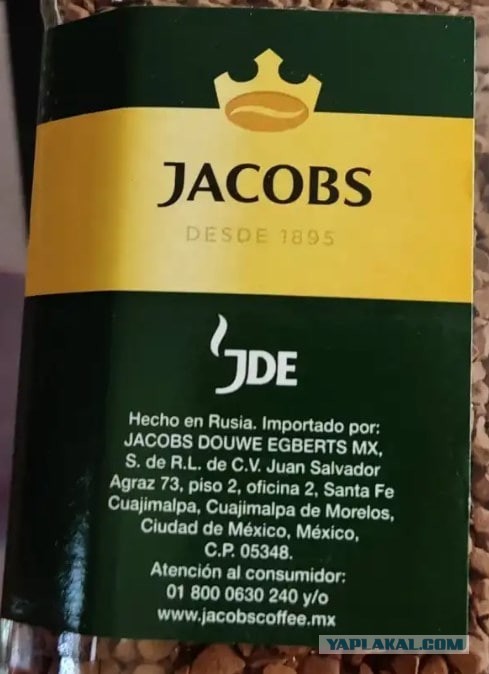 JACOBS
DESDE 1895
JDE
Hecho en Rusia. Importado por:
JACOBS DOUWE EGBERTS MX,
S. de R.L. de C.V. Juan Salvador
Agraz 73, piso 2, oficina 2, Santa Fe
Cuajimalpa, Cuajimalpa de Morelos,
Ciudad de México, México,
C.P. 05348.
Atención al consumidor:
01 800 0630 240 y/o
www.jacobscoffee.mx
YAPLAKAL.COM